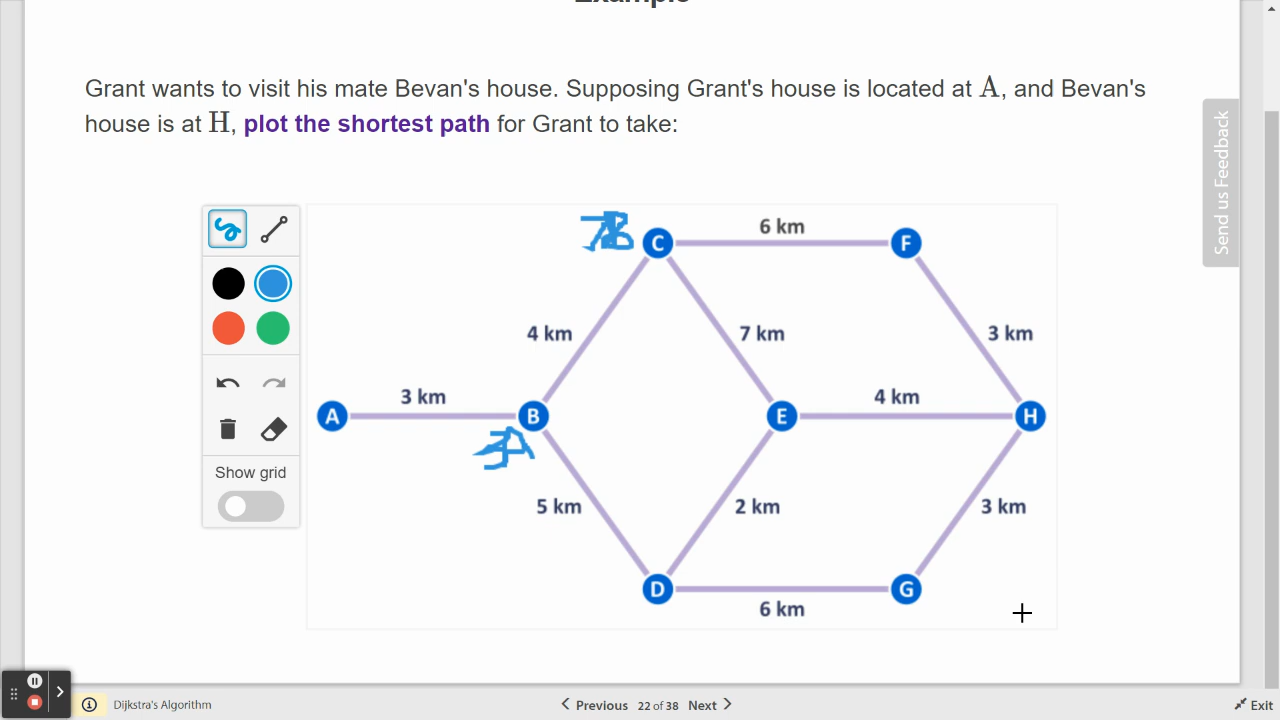 Example
Grant wants to visit his mate Bevan's house. Supposing Grant's house is located at A, and Bevan's
house is at H, plot the shortest path for Grant to take:
Send us Feedback
7B
C
6 km
F
4 km
7 km
3 km
A
3 km
B
E
4 km
H
3A
5 km
2 km
3 km
D
6 km
G
Show grid
Dijkstra's Algorithm
Previous 22 of 38 Next
Exit